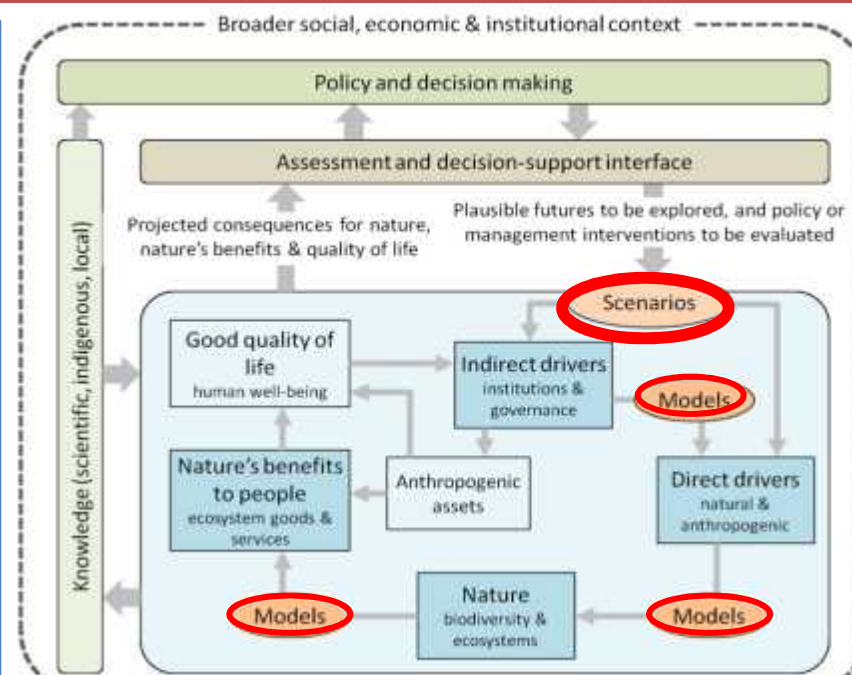 Broader social, economic & institutional context
Policy and decision making
Assessment and decision-support interface
Knowledge (scientific, indigenous, local)
Projected consequences for nature,
nature's benefits & quality of life
Plausible futures to be explored, and policy or
management interventions to be evaluated
Scenarios
Good quality of
life
human well-being
Indirect drivers
institutions &
governance
Models
Nature's benefits
to people
ecosystem goods &
services
Anthropogenic
assets
Direct drivers
natural &
anthropogenic
Models
Nature
biodiversity &
ecosystems
Models